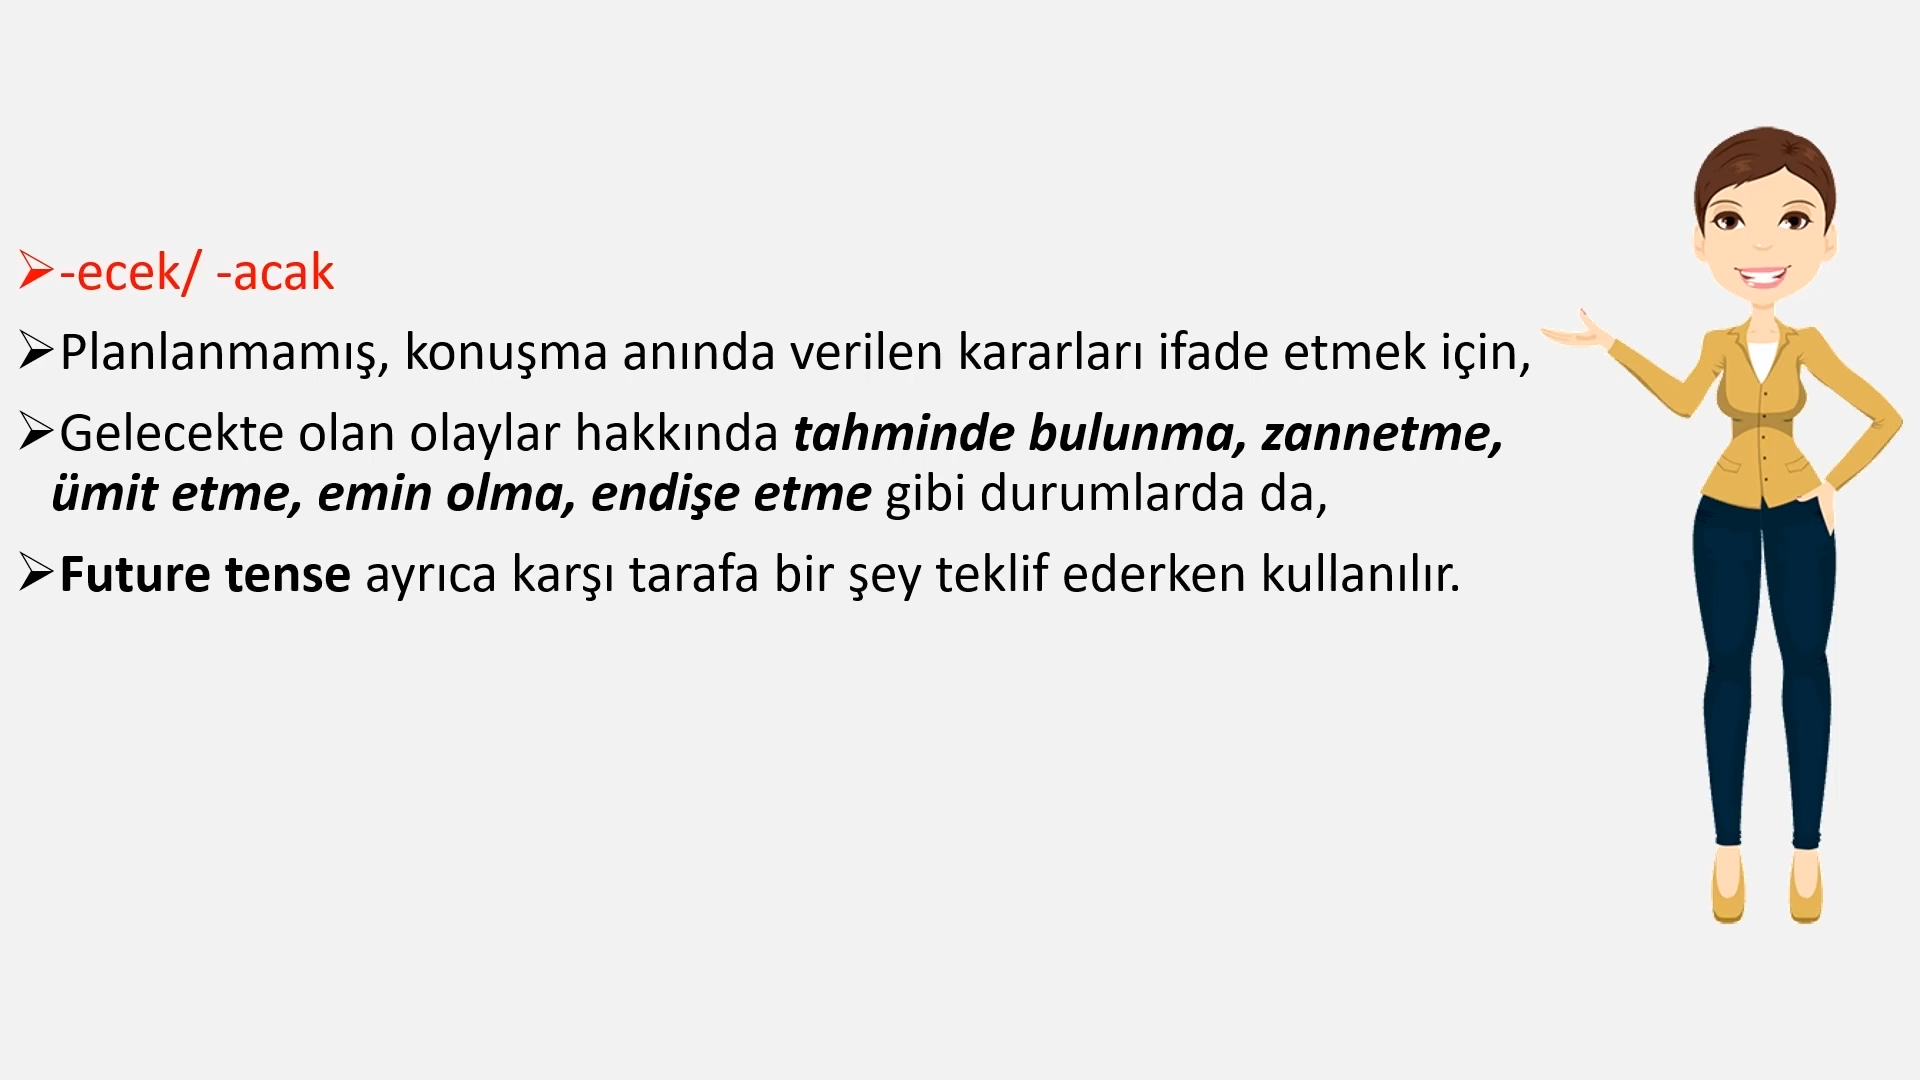 ➢-ecek/ -acak
➢Planlanmamış, konuşma anında verilen kararları ifade etmek için,
➢Gelecekte olan olaylar hakkında tahminde bulunma, zannetme,
ümit etme, emin olma, endişe etme gibi durumlarda da,
➢Future tense ayrıca karşı tarafa bir şey teklif ederken kullanılır.